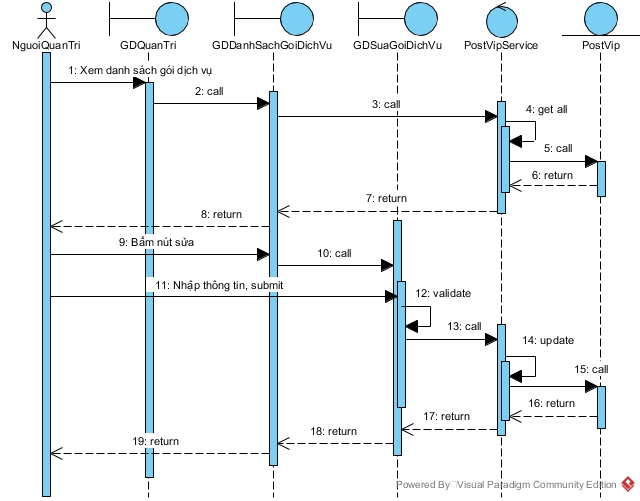 NguoiQuanTri
GDQuanTri
GDDanhSachGoiDichVu
GDSuaGoiDichVu
PostVipService
PostVip
1: Xem danh sách gói dịch vụ
2: call
3: call
4: get all
5: call
6: return
7: return
8: return
9: Bấm nút sửa
10: call
11: Nhập thông tin, submit
12: validate
13: call
14: update
15: call
16: return
17: return
18: return
19: return
Powered By Visual Paradigm Community Edition